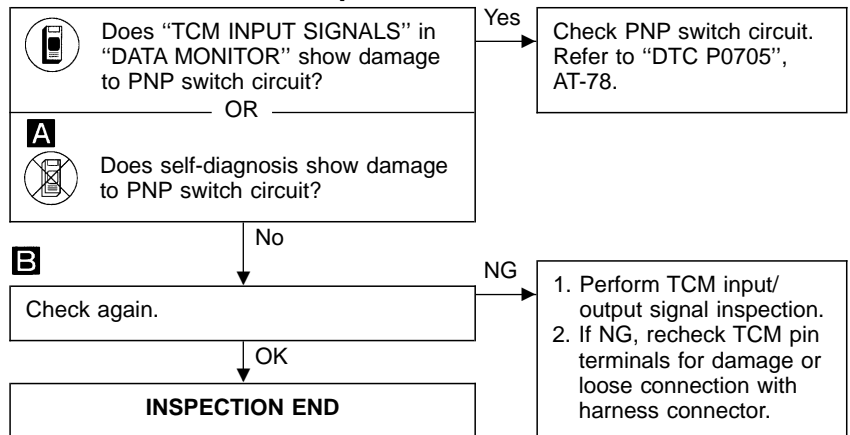 Does “TCM INPUT SIGNALS’’ in
“DATA MONITOR’’ show damage
to PNP switch circuit?
Yes
Check PNP switch circuit.
Refer to “DTC P0705’’,
AT-78.
OR
A
Does self-diagnosis show damage
to PNP switch circuit?
No
B
Check again.
NG
1. Perform TCM input/
output signal inspection.
2. If NG, recheck TCM pin
terminals for damage or
loose connection with
harness connector.
OK
INSPECTION END